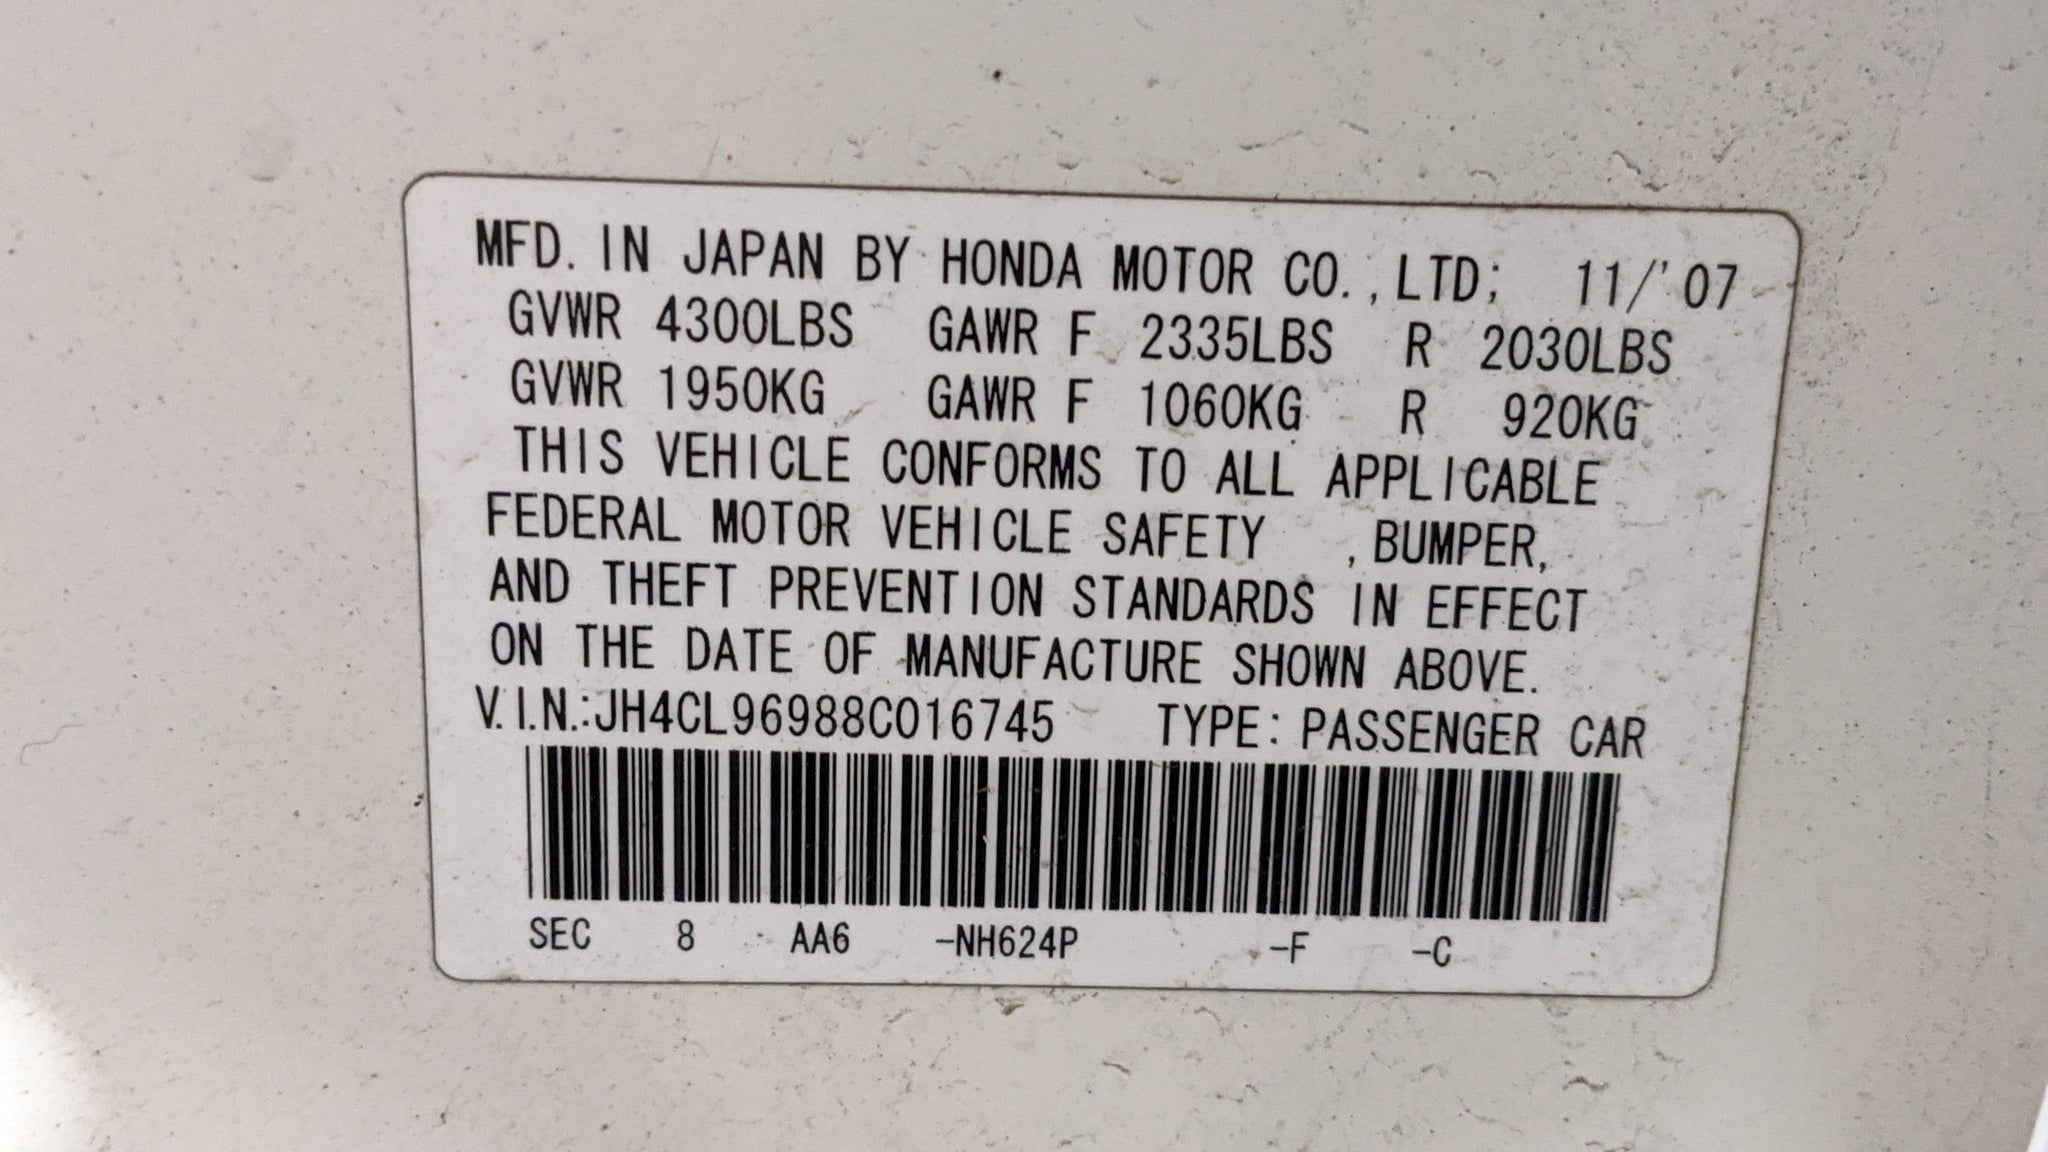 MFD. IN JAPAN BY HONDA MOTOR CO.,LTD; 11/'07
GVWR 4300LBS GAWR F 2335LBS R 2030LBS
GVWR 1950KG GAWR F 1060KG R 920KG
THIS VEHICLE CONFORMS TO ALL APPLICABLE
FEDERAL MOTOR VEHICLE SAFETY ,BUMPER,
AND THEFT PREVENTION STANDARDS IN EFFECT
ON THE DATE OF MANUFACTURE SHOWN ABOVE.
V.I.N.:JH4CL96988C016745 TYPE: PASSENGER CAR
SEC 8 AA6 -NH624P -F -C